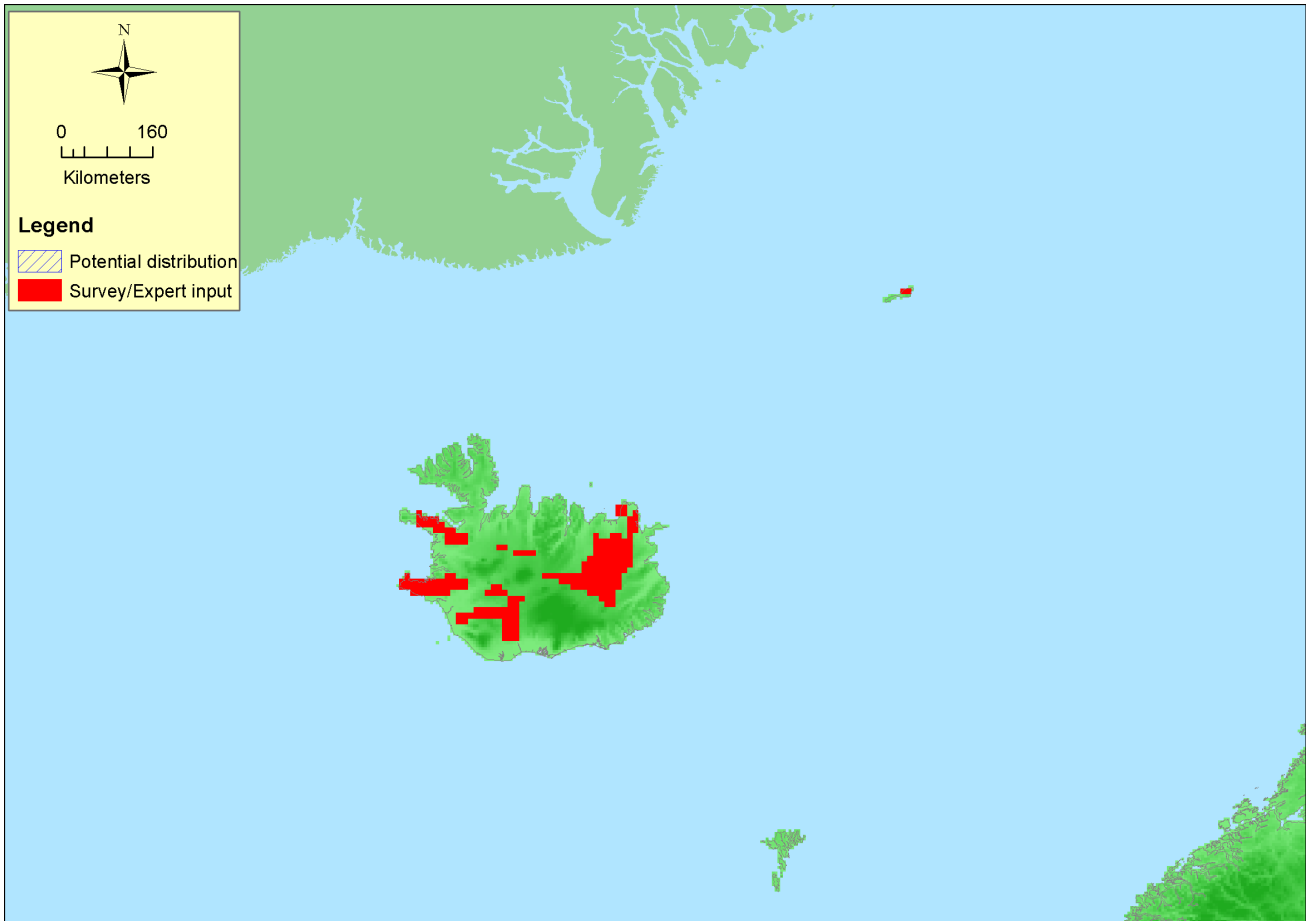 N
0 160
Kilometers
Legend
Potential distribution
Survey/Expert input